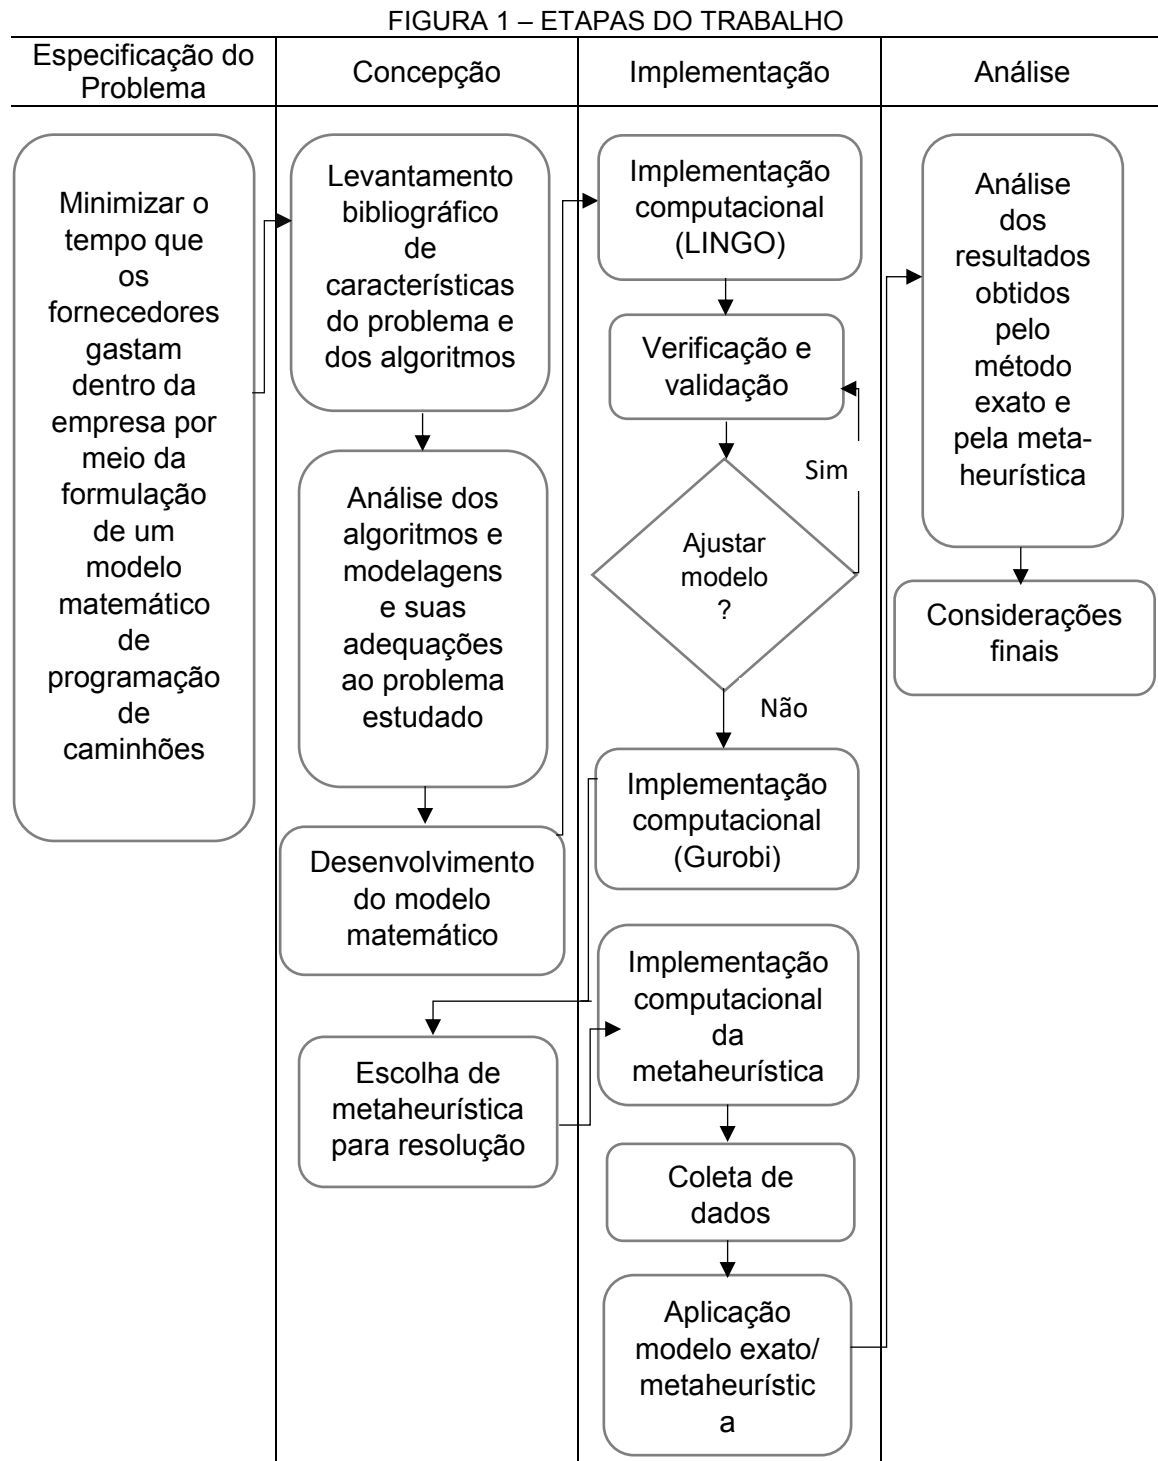 FIGURA 1 – ETAPAS DO TRABALHO
Especificação do
Problema
Concepção
Implementação
Análise
Minimizar o
tempo que
os
fornecedores
gastam
dentro da
empresa por
meio da
formulação
de um
modelo
matemático
de
programação
de
caminhões
Levantamento
bibliográfico
de
características
do problema e
dos algoritmos
Análise dos
algoritmos e
modelagens
e suas
adequações
ao problema
estudado
Desenvolvimento
do modelo
matemático
Escolha de
metaheurística
para resolução
Implementação
computacional
(LINGO)
Verificação e
validação
Sim
Ajustar
modelo
?
Não
Implementação
computacional
(Gurobi)
Implementação
computacional
da
metaheurística
Coleta de
dados
Aplicação
modelo exato/
metaheurístic
a
Análise
dos
resultados
obtidos
pelo
método
exato e
pela meta-
heurística
Considerações
finais